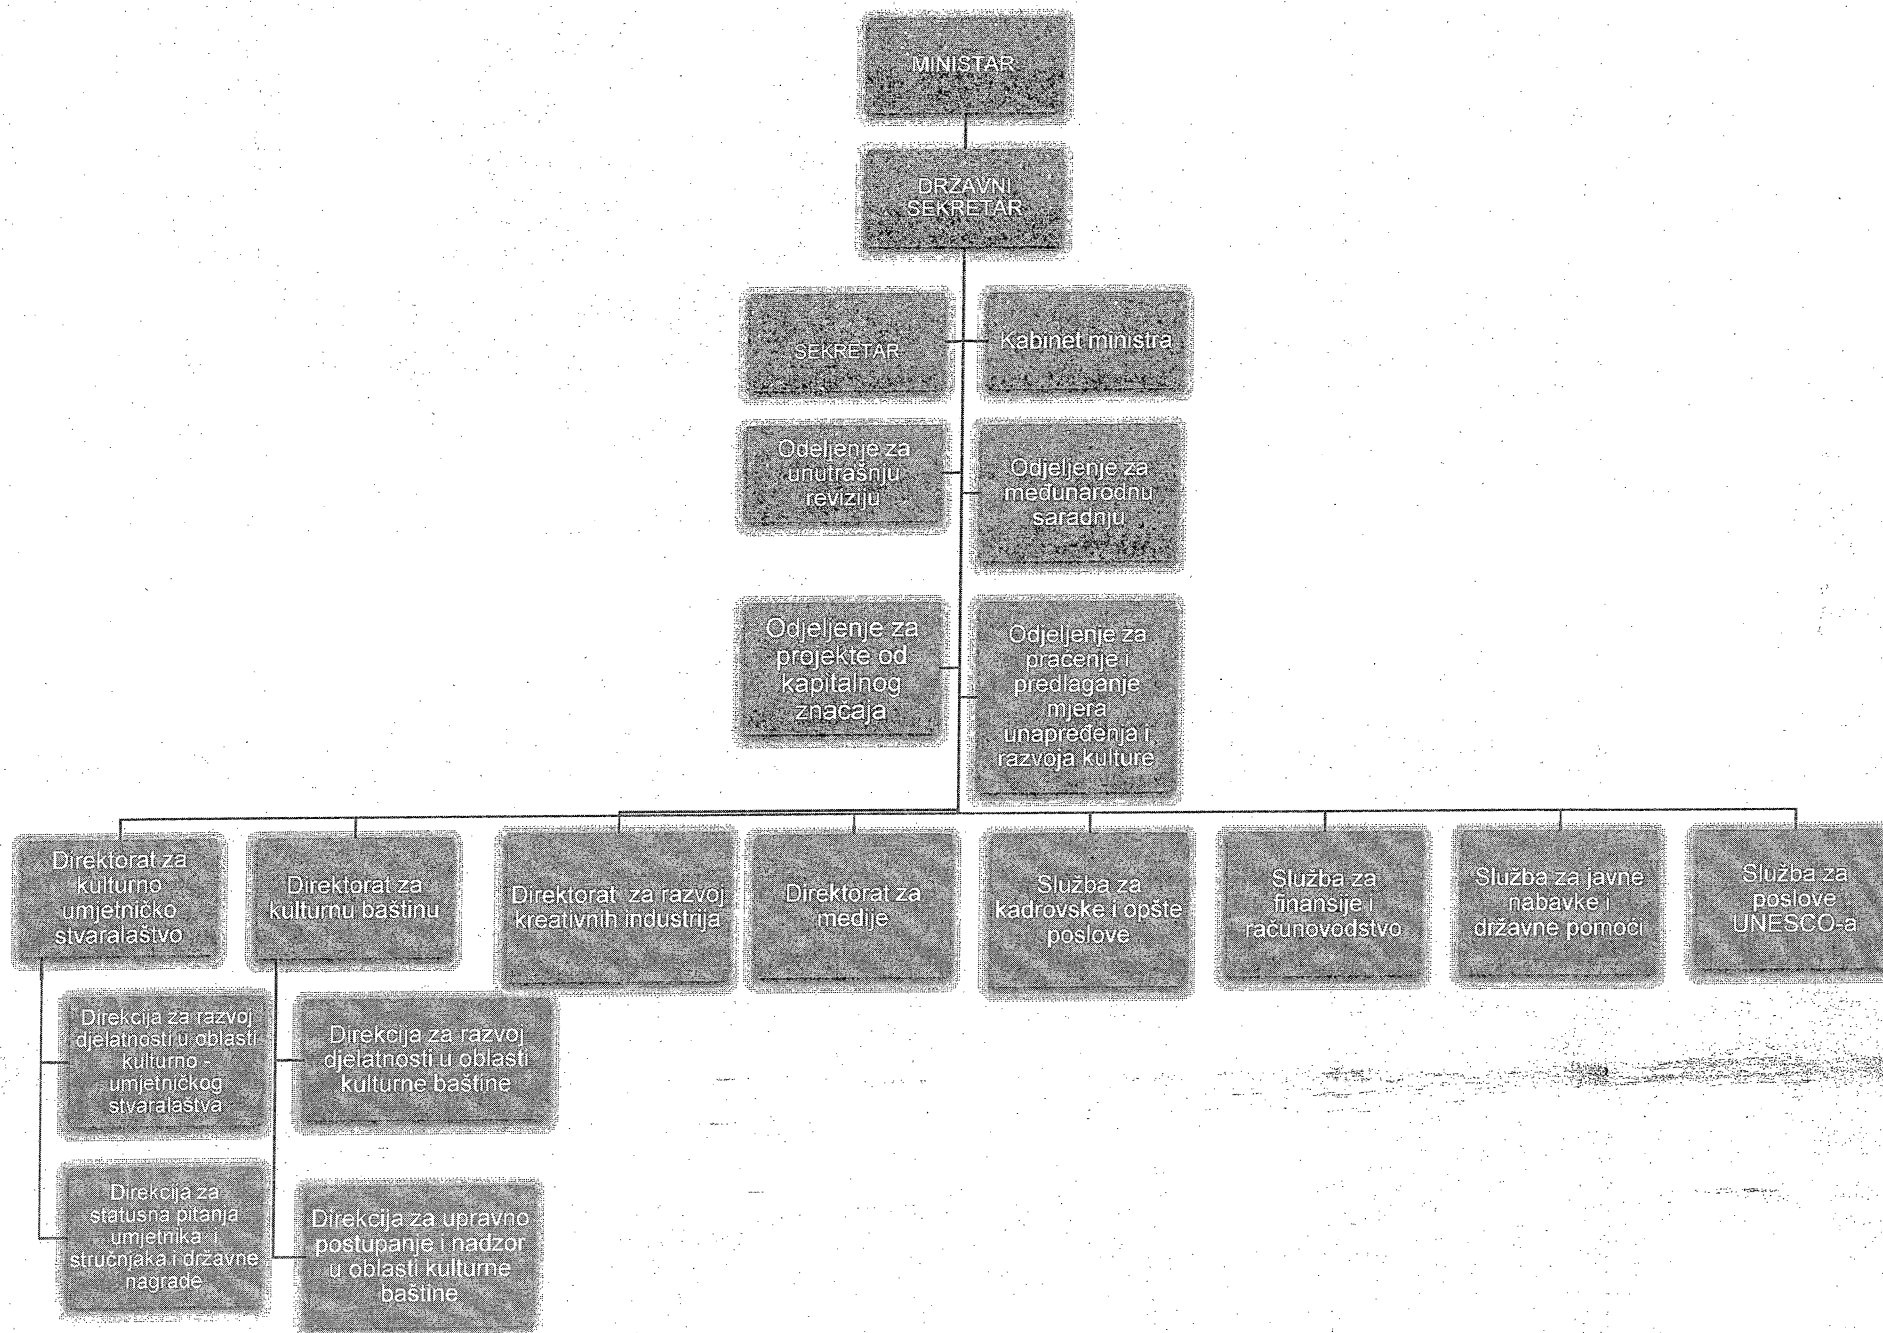 MINISTAR
DRŽAVNI
SEKRETAR
SEKRETAR
Kabinet ministra
Odeljenje za
unutrašnju
reviziju
Odjeljenje za
međunarodnu
saradnju
Odjeljenje za
projekte od
kapitalnog
značaja
Odjeljenje za
praćenje i
predlaganje
mjera
unapređenja i
razvoja kulture
Direktorat za
kulturno
umjetničko
stvaralaštvo
Direktorat za
kulturnu baštinu
Direktorat za razvoj
kreativnih industrija
Direktorat za
medije
Služba za
kadrovske i opšte
poslove
Služba za
finansije i
računovodstvo
Služba za javne
nabavke i
državne pomoći
Služba za
poslove
UNESCO-a
Direkcija za razvoj
djelatnosti u oblasti
kulturno -
umjetničkog
stvaralaštva
Direkcija za
statusna pitanja
umjetnika i
stručnjaka i državne
nagrade
Direkcija za razvoj
djelatnosti u oblasti
kulturne baštine
Direkcija za upravno
postupanje i nadzor
u oblasti kulturne
baštine